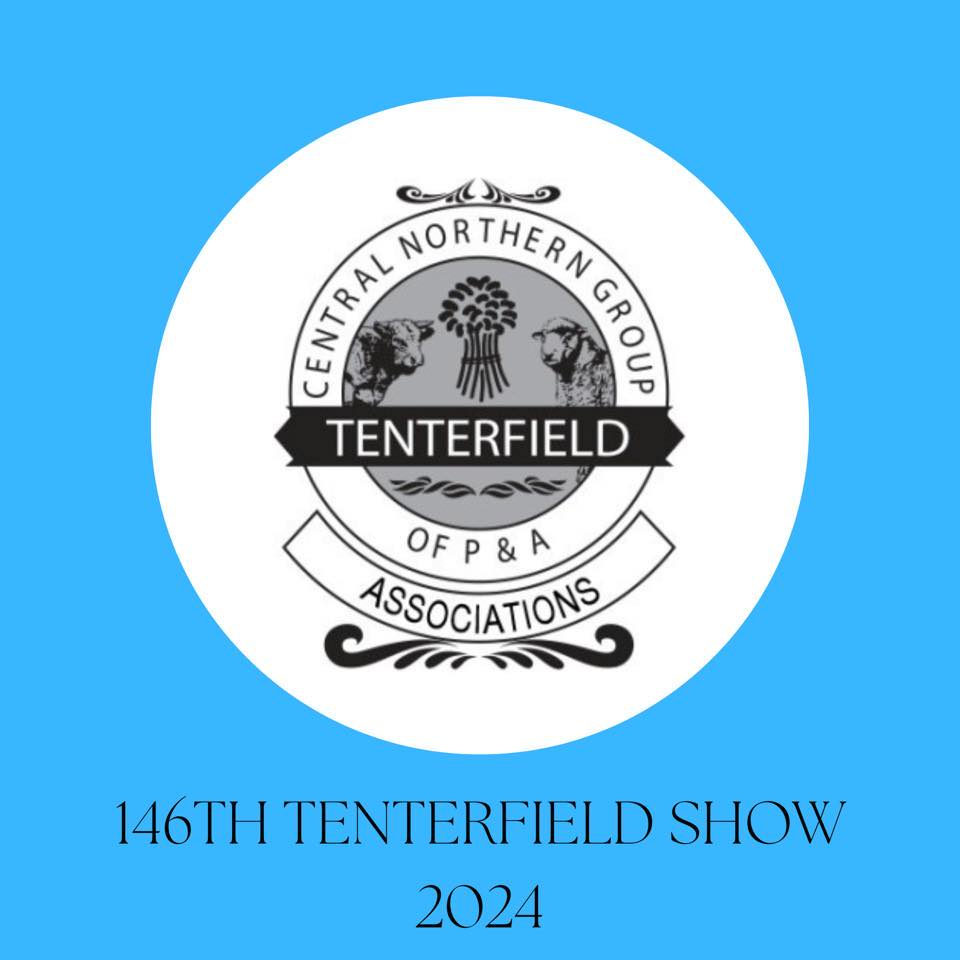 CENTRAL NORTHERN GROUP
TENTERFIELD
OF P & A
ASSOCIATIONS
146TH TENTERFIELD SHOW
2024